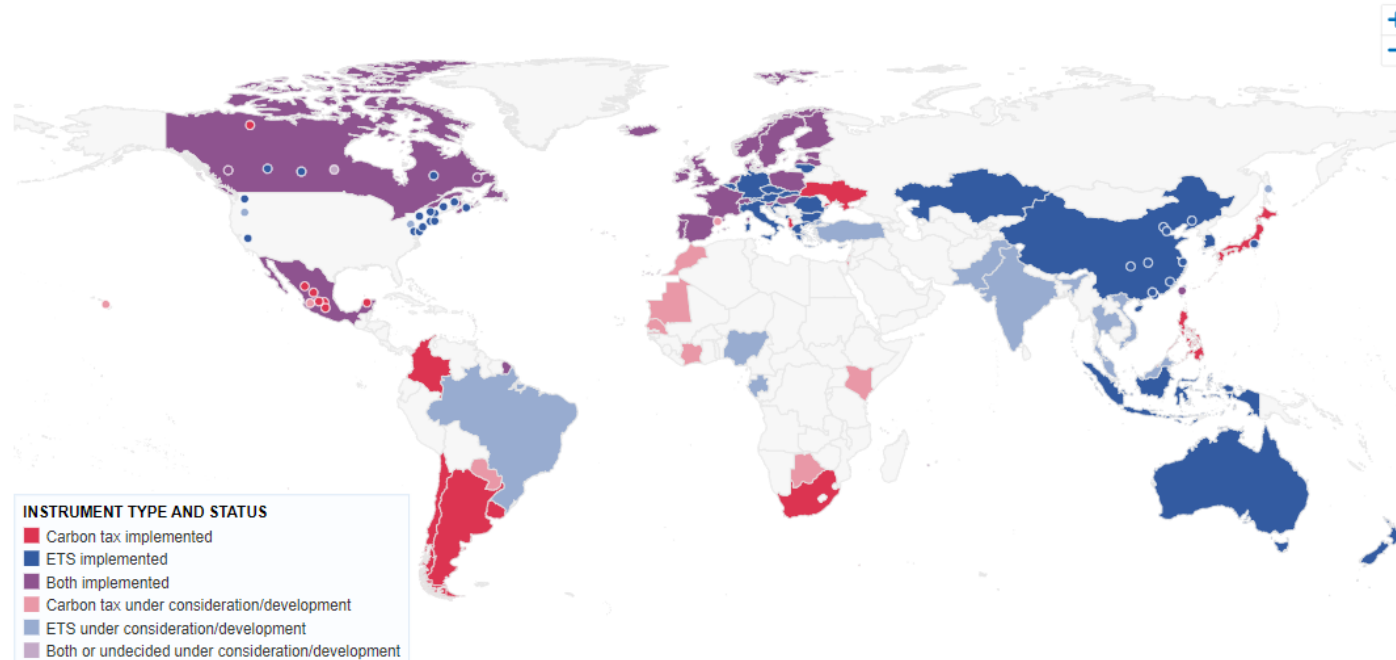 INSTRUMENT TYPE AND STATUS
Carbon tax implemented
ETS implemented
Both implemented
Carbon tax under consideration/development
ETS under consideration/development
Both or undecided under consideration/development